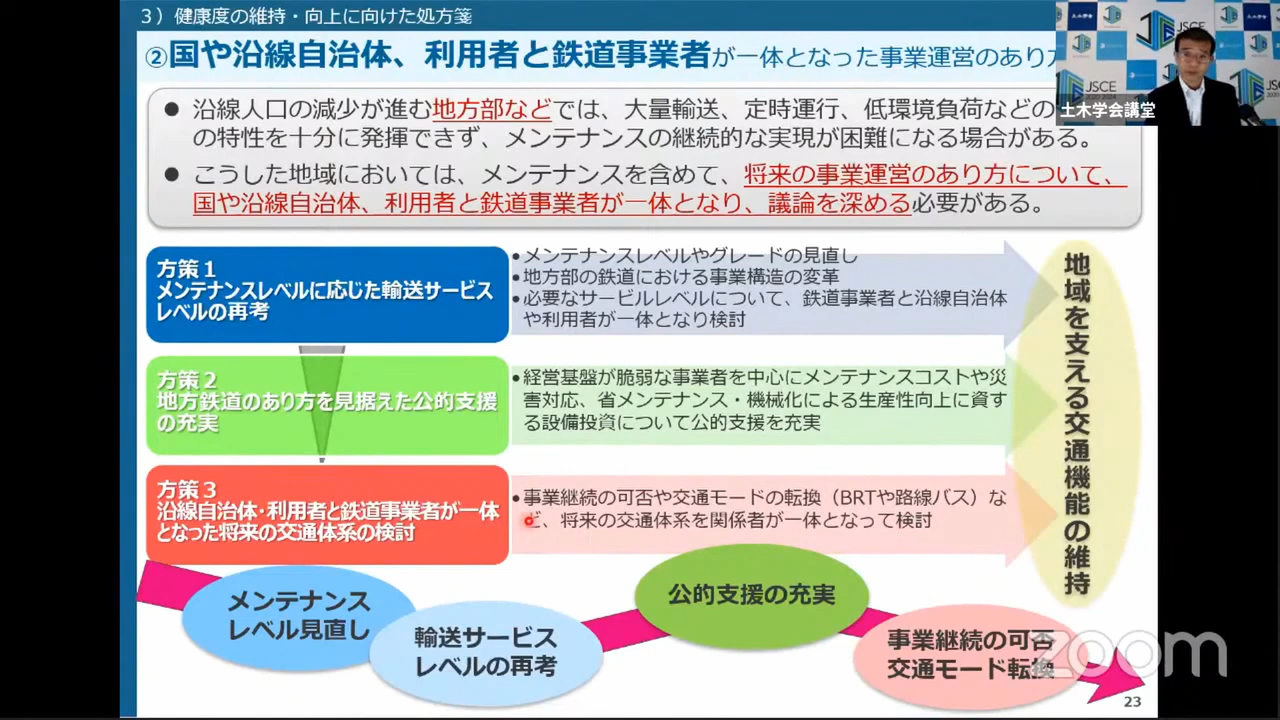 3）健康度の維持・向上に向けた処方箋
②国や沿線自治体、利用者と鉄道事業者が一体となった事業運営のあり方
● 沿線人口の減少が進む地方部などでは、大量輸送、定時運行、低環境負荷などの
の特性を十分に発揮できず、メンテナンスの継続的な実現が困難になる場合がある。
● こうした地域においては、メンテナンスを含めて、将来の事業運営のあり方について、
国や沿線自治体、利用者と鉄道事業者が一体となり、議論を深める必要がある。
JSCE
JSCE
土木学会講堂
方策1
メンテナンスレベルに応じた輸送サービス
レベルの再考
•メンテナンスレベルやグレードの見直し
•地方部の鉄道における事業構造の変革
•必要なサービルレベルについて、鉄道事業者と沿線自治体
や利用者が一体となり検討
方策2
地方鉄道のあり方を見据えた公的支援
の充実
•経営基盤が脆弱な事業者を中心にメンテナンスコストや災
害対応、省メンテナンス・機械化による生産性向上に資す
る設備投資について公的支援を充実
方策3
沿線自治体・利用者と鉄道事業者が一体
となった将来の交通体系の検討
•事業継続の可否や交通モードの転換（BRTや路線バス）な
ど、将来の交通体系を関係者が一体となって検討
地域を支える交通機能の維持
メンテナンス
レベル見直し
輸送サービス
レベルの再考
公的支援の充実
事業継続の可否
交通モード転換
zoom
23